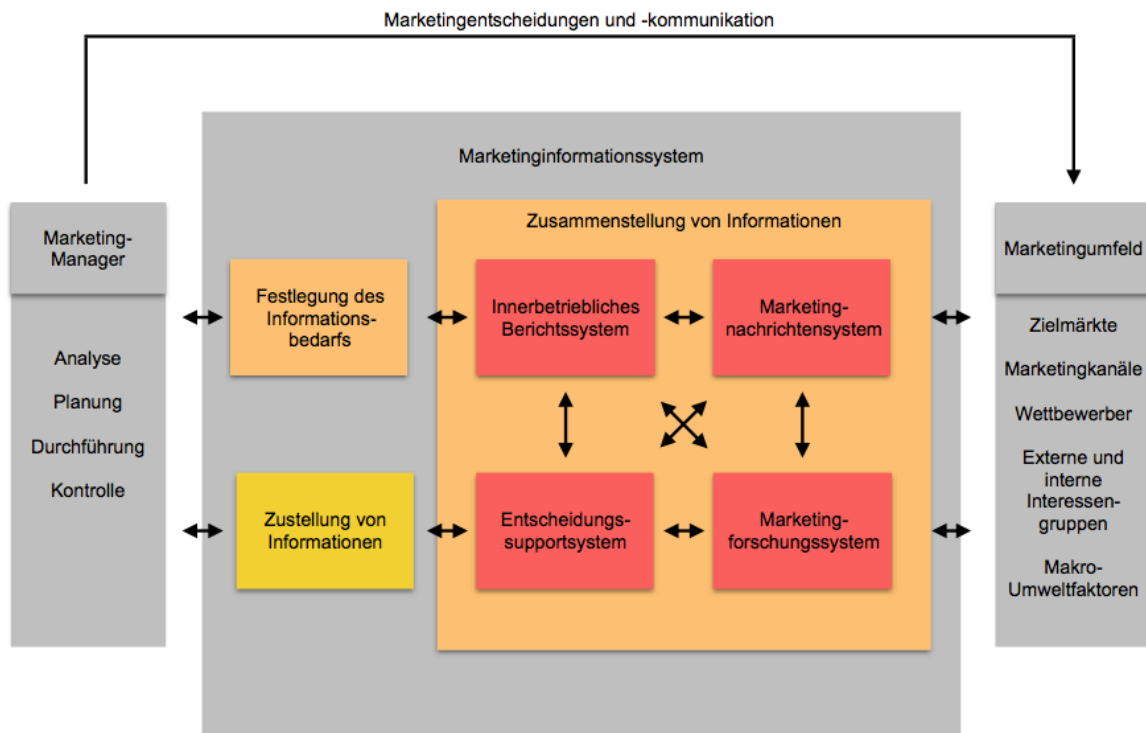 Marketingentscheidungen und -kommunikation
Marketinginformationssystem
Marketing-
Manager
Analyse
Planung
Durchführung
Kontrolle
Festlegung des
Informations-
bedarfs
Zustellung von
Informationen
Zusammenstellung von Informationen
Innerbetriebliches
Berichtssystem
Marketing-
nachrichtensystem
Entscheidungs-
supportsystem
Marketing-
forschungssystem
Marketingumfeld
Zielmärkte
Marketingkanäle
Wettbewerber
Externe und
interne
Interessen-
gruppen
Makro-
Umweltfaktoren